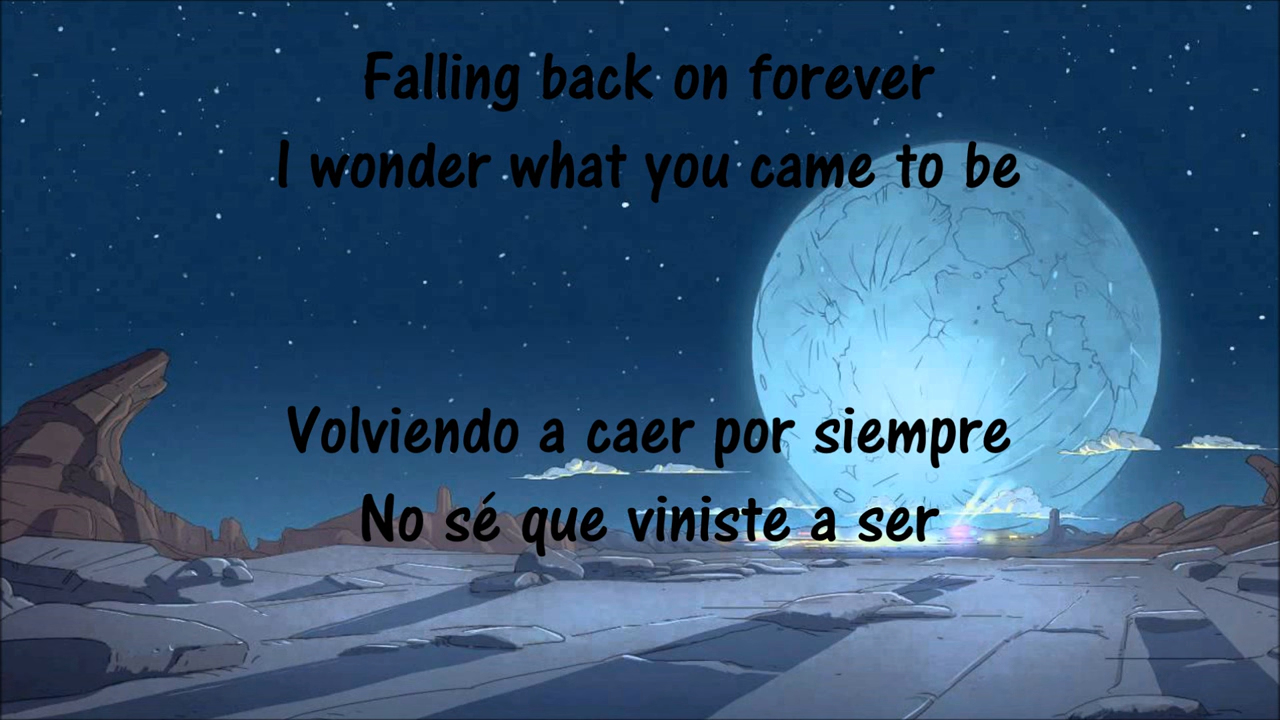 Falling back on forever
I wonder what you came to be
Volviendo a caer por siempre
No sé que viniste a ser